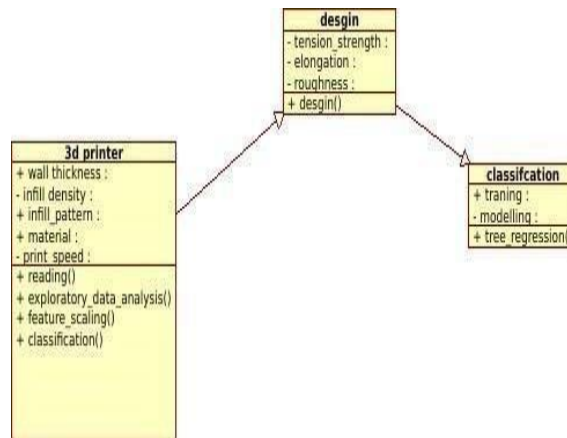 desgin
- tension_strength :
- elongation :
- roughness :
+ desgin()
3d printer
+ wall thickness :
- infill density :
+ infill_pattern :
+ material :
- print_speed :
+ reading()
+ exploratory_data_analysis()
+ feature_scaling()
+ classification()
classifcation
+ traning :
- modelling :
+ tree_regression(